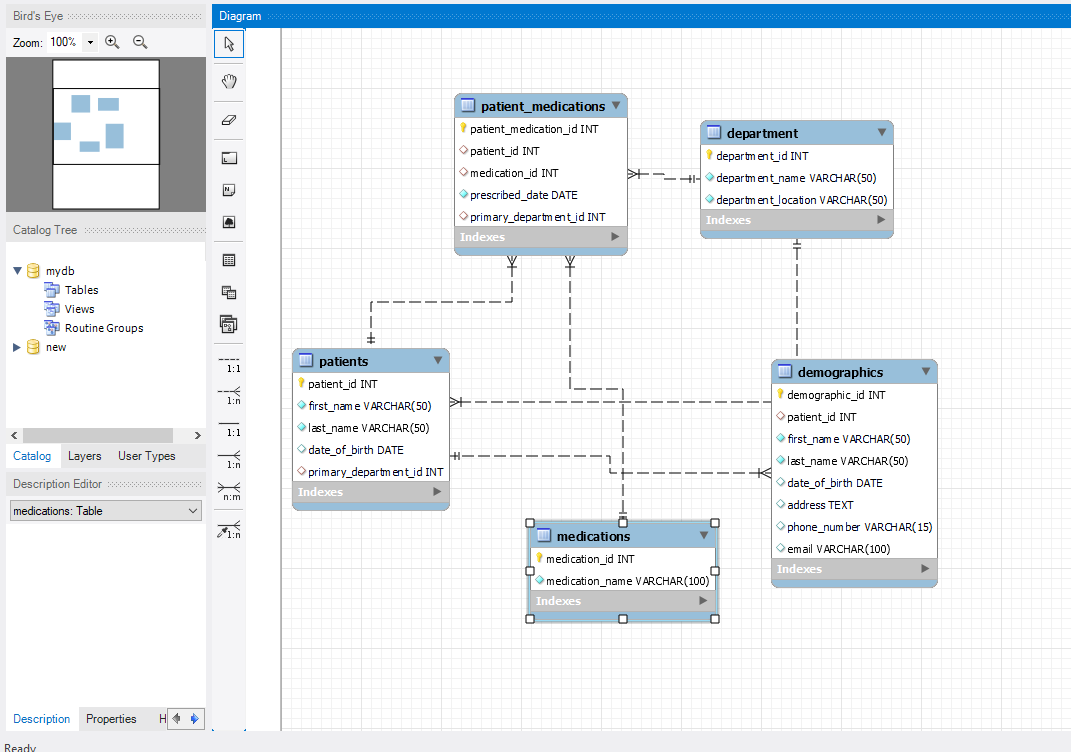 Bird's Eye
Zoom: 100%
Catalog Tree
mydb
Tables
Views
Routine Groups
new
Catalog Layers User Types
Description Editor
medications: Table
Description Properties H
Ready
Diagram
1:1
1:n
1:1
1:n
n:m
1:n
patient_medications
patient_medication_id INT
patient_id INT
medication_id INT
prescribed_date DATE
primary_department_id INT
Indexes
department
department_id INT
department_name VARCHAR(50)
department_location VARCHAR(50)
Indexes
patients
patient_id INT
first_name VARCHAR(50)
last_name VARCHAR(50)
date_of_birth DATE
primary_department_id INT
Indexes
demographics
demographic_id INT
patient_id INT
first_name VARCHAR(50)
last_name VARCHAR(50)
date_of_birth DATE
address TEXT
phone_number VARCHAR(15)
email VARCHAR(100)
Indexes
medications
medication_id INT
medication_name VARCHAR(100)
Indexes